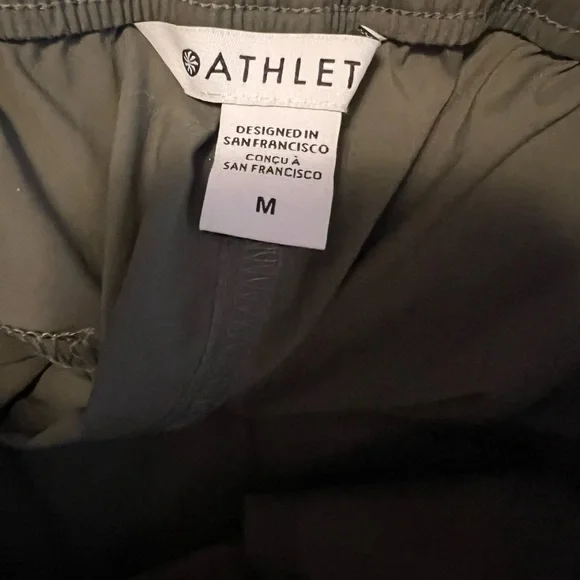 ATHLET
DESIGNED IN
SAN FRANCISCO
CONÇU À
SAN FRANCISCO
M